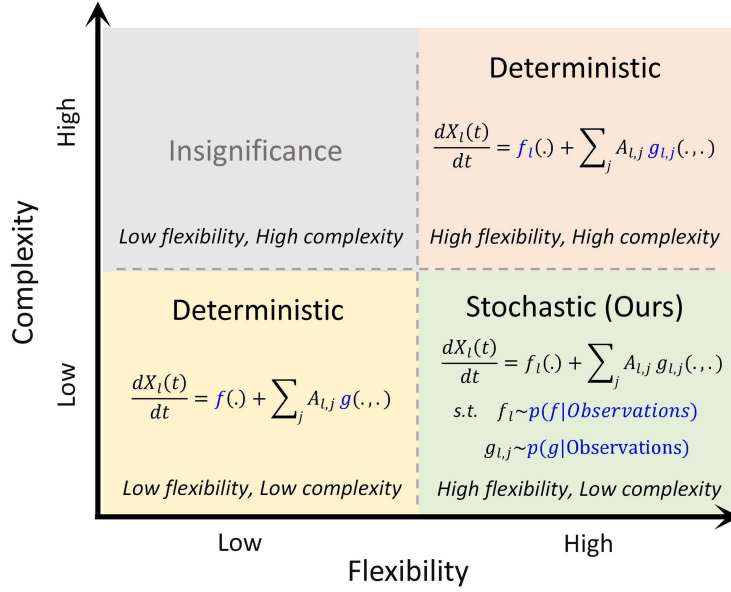 Complexity
High
Low
Insignificance
Low flexibility, High complexity
Deterministic
dX_l(t)/dt = f_l(.) + ∑_j A_{l,j} g_{l,j}(.,.)
High flexibility, High complexity
Deterministic
dX_l(t)/dt = f(.) + ∑_j A_{l,j} g(.,.)
Low flexibility, Low complexity
Stochastic (Ours)
dX_l(t)/dt = f_l(.) + ∑_j A_{l,j} g_{l,j}(.,.)
s.t. f_l~p(f|Observations)
g_{l,j}~p(g|Observations)
High flexibility, Low complexity
Low
High
Flexibility